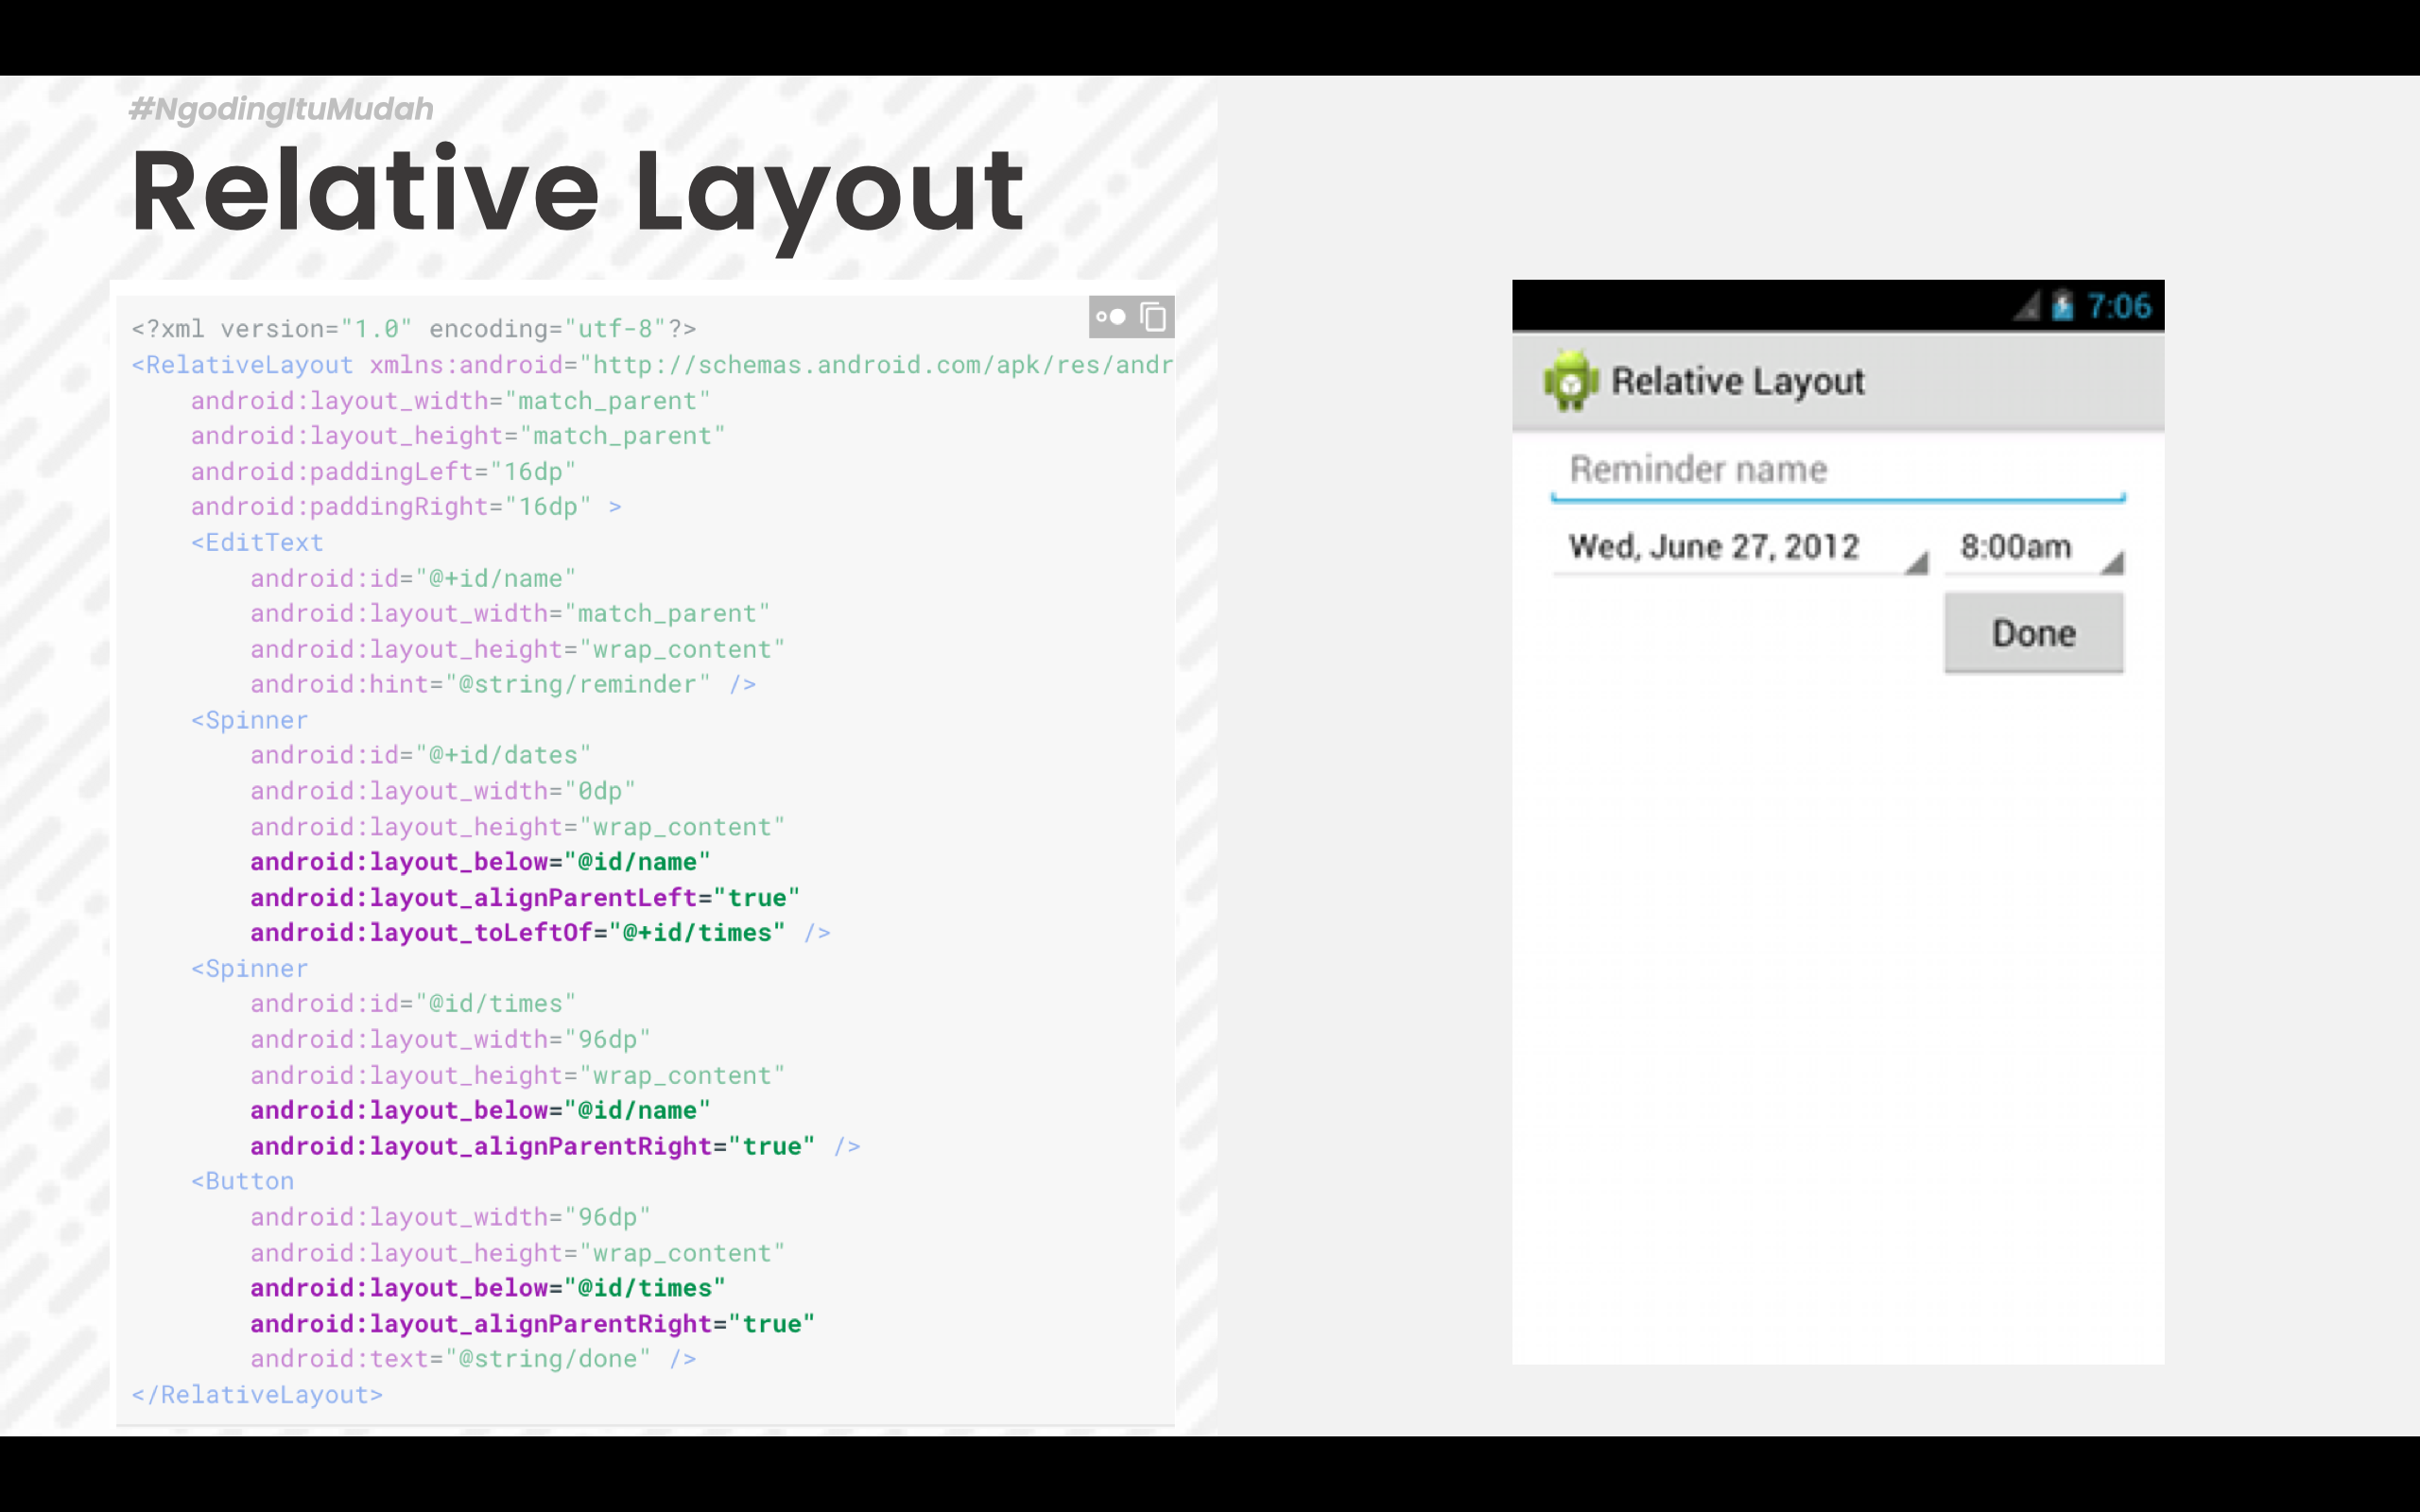 #NgodingItuMudah
Relative Layout
<?xml version="1.0" encoding="utf-8"?>
<RelativeLayout xmlns:android="http://schemas.android.com/apk/res/andr
    android:layout_width="match_parent"
    android:layout_height="match_parent"
    android:paddingLeft="16dp"
    android:paddingRight="16dp" >
    <EditText
        android:id="@+id/name"
        android:layout_width="match_parent"
        android:layout_height="wrap_content"
        android:hint="@string/reminder" />
    <Spinner
        android:id="@+id/dates"
        android:layout_width="0dp"
        android:layout_height="wrap_content"
        android:layout_below="@id/name"
        android:layout_alignParentLeft="true"
        android:layout_toLeftOf="@+id/times" />
    <Spinner
        android:id="@id/times"
        android:layout_width="96dp"
        android:layout_height="wrap_content"
        android:layout_below="@id/name"
        android:layout_alignParentRight="true" />
    <Button
        android:layout_width="96dp"
        android:layout_height="wrap_content"
        android:layout_below="@id/times"
        android:layout_alignParentRight="true"
        android:text="@string/done" />
</RelativeLayout>
7:06
Relative Layout
Reminder name
Wed, June 27, 2012 8:00am
Done